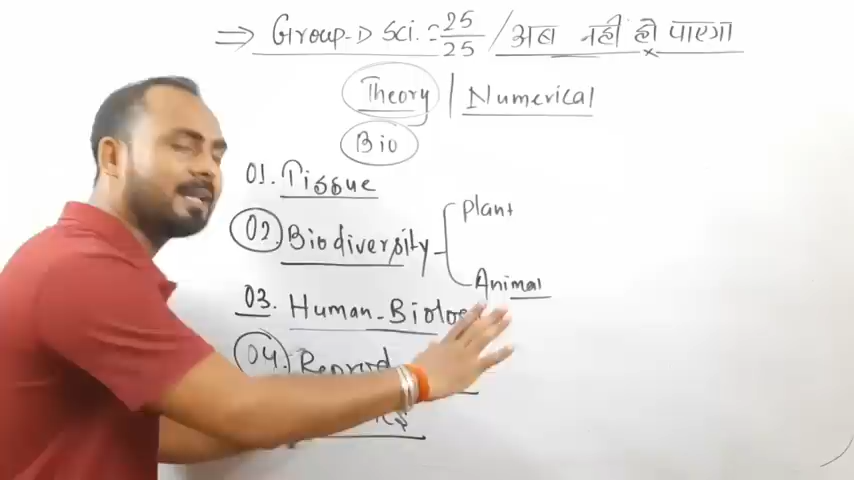 ⇒ Group-D Sci. = 25/25 / अब नहीं हो पाएगा
Theory | Numerical
Bio
01. Tissue
02. Biodiversity
Plant
Animal
03. Human-Biolo
04. Reprod